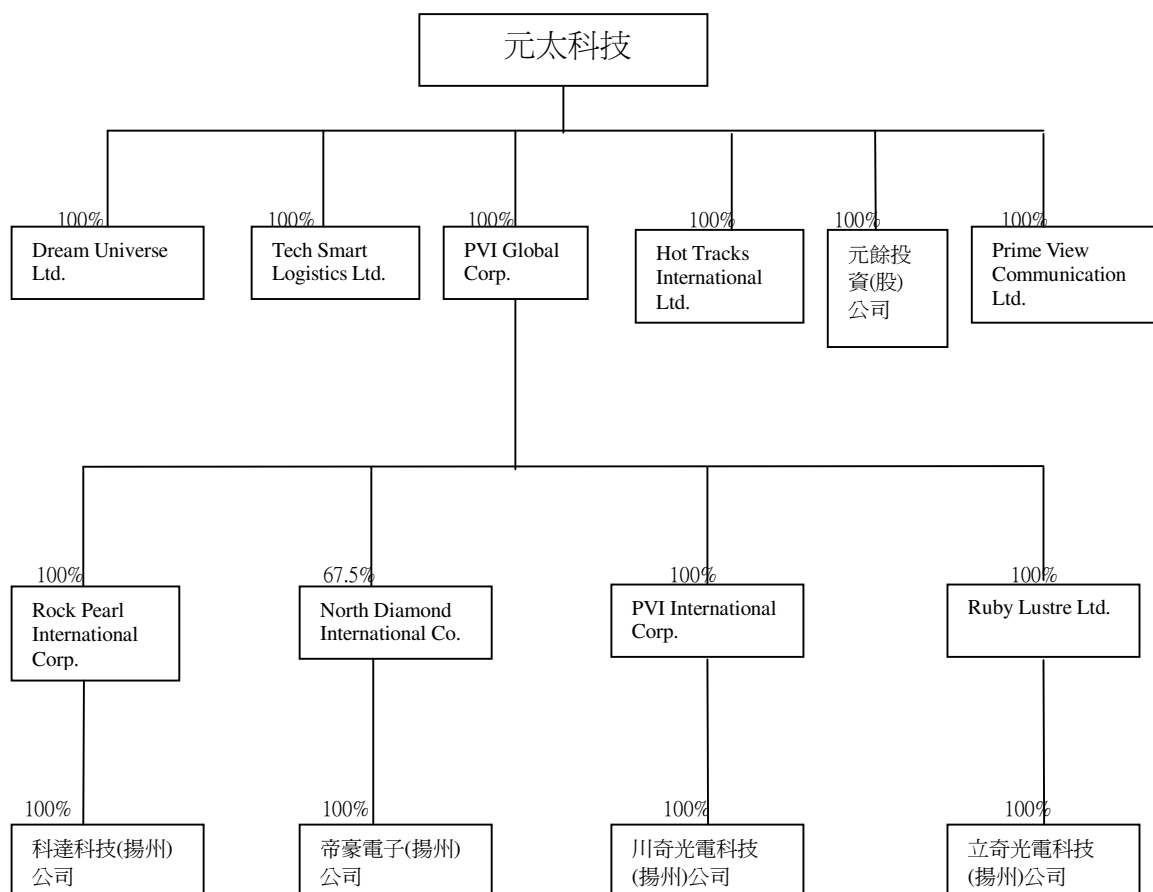 元太科技
100%
100%
100%
100%
100%
100%
Dream Universe
Ltd.
Tech Smart
Logistics Ltd.
PVI Global
Corp.
Hot Tracks
International
Ltd.
元餘投
資(股)
公司
Prime View
Communication
Ltd.
100%
67.5%
100%
100%
Rock Pearl
International
Corp.
North Diamond
International Co.
PVI International
Corp.
Ruby Lustre Ltd.
100%
100%
100%
100%
科達科技(揚州)
公司
帝豪電子(揚州)
公司
川奇光電科技
(揚州)公司
立奇光電科技
(揚州)公司